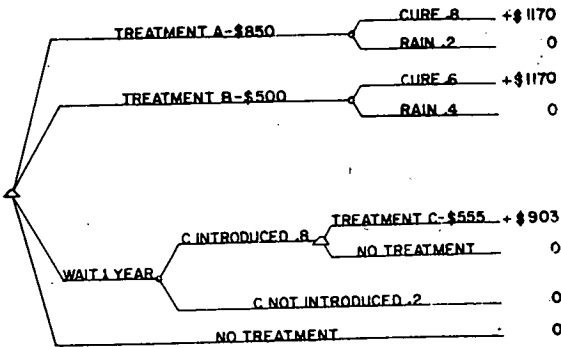 CURE .8 +$1170
TREATMENT A-$850
RAIN .2 0
CURE .6 +$1170
TREATMENT B-$500
RAIN .4 0
TREATMENT C-$555 +$903
C INTRODUCED .8
NO TREATMENT 0
WAIT 1 YEAR
C NOT INTRODUCED .2 0
NO TREATMENT 0